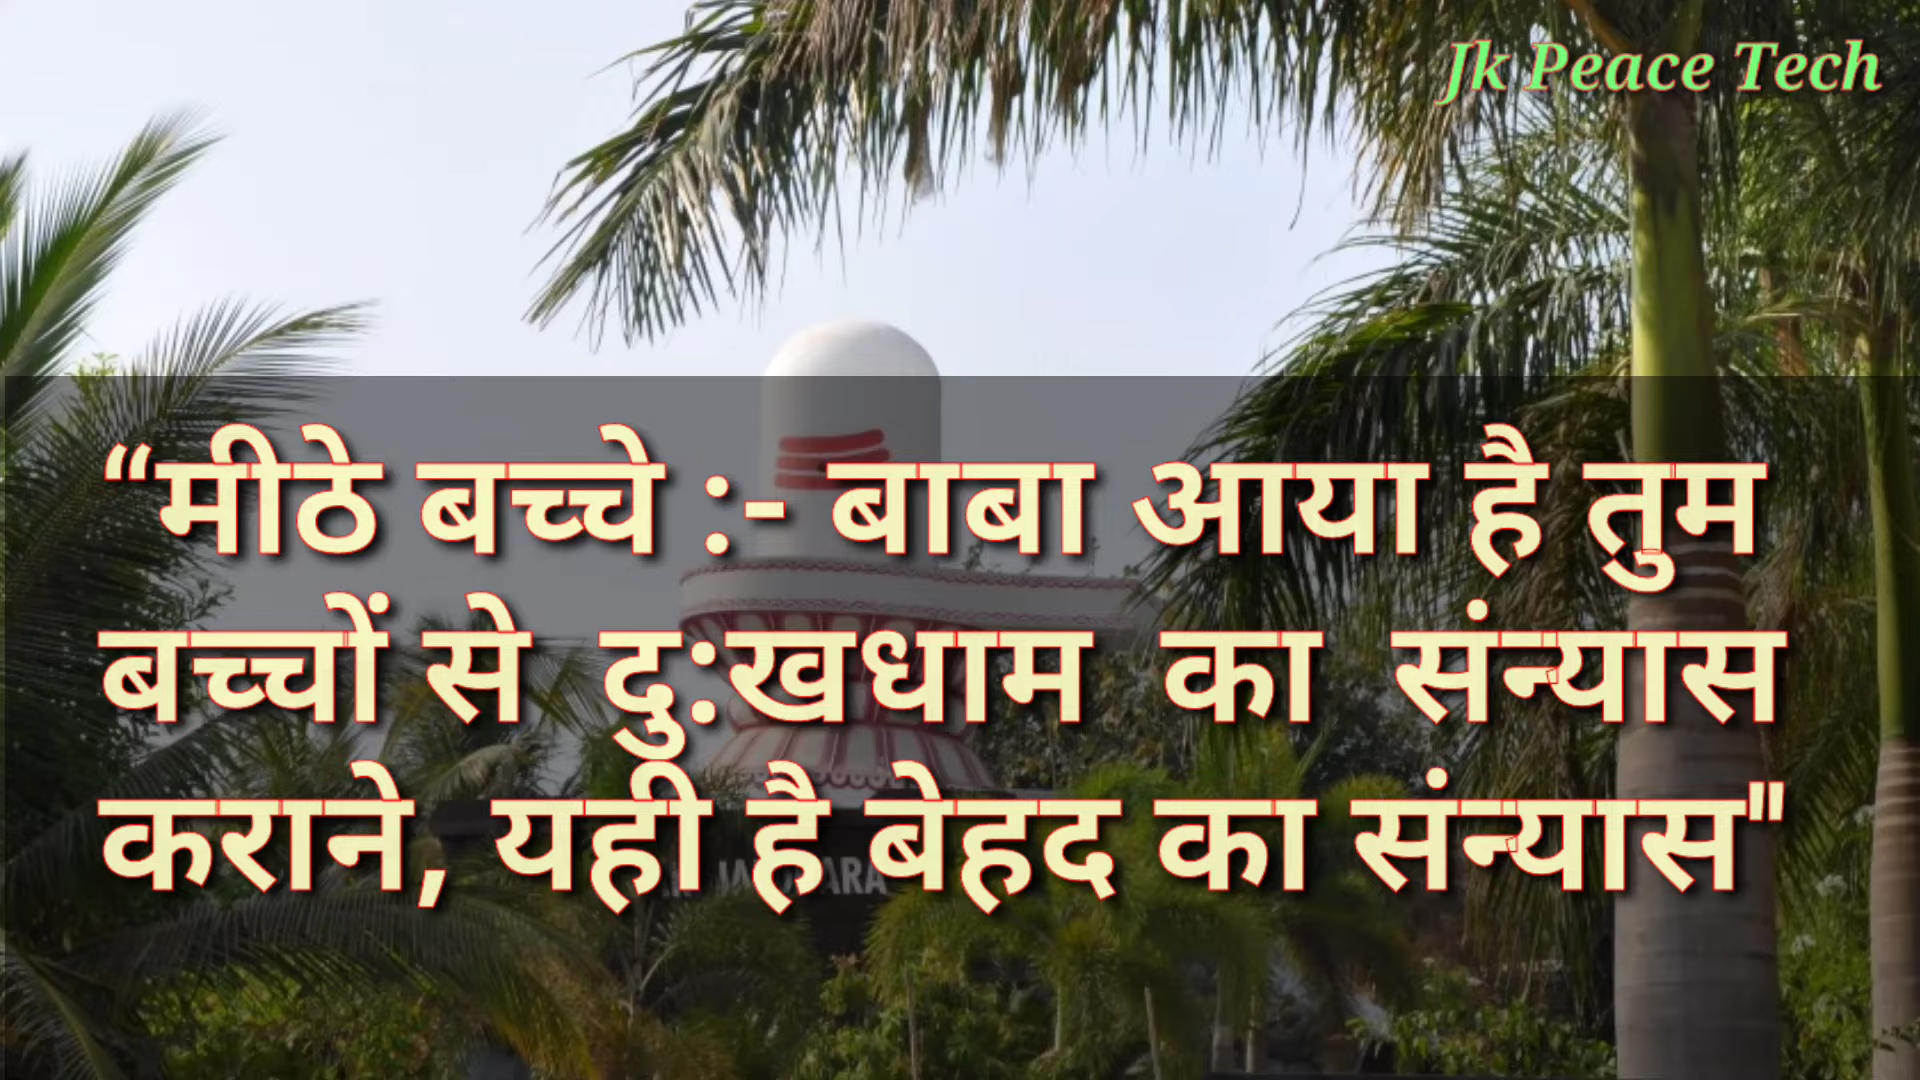 Jk Peace Tech
“मीठे बच्चे :- बाबा आया है तुम
बच्चों से दु:खधाम का संन्यास
कराने, यही है बेहद का संन्यास"